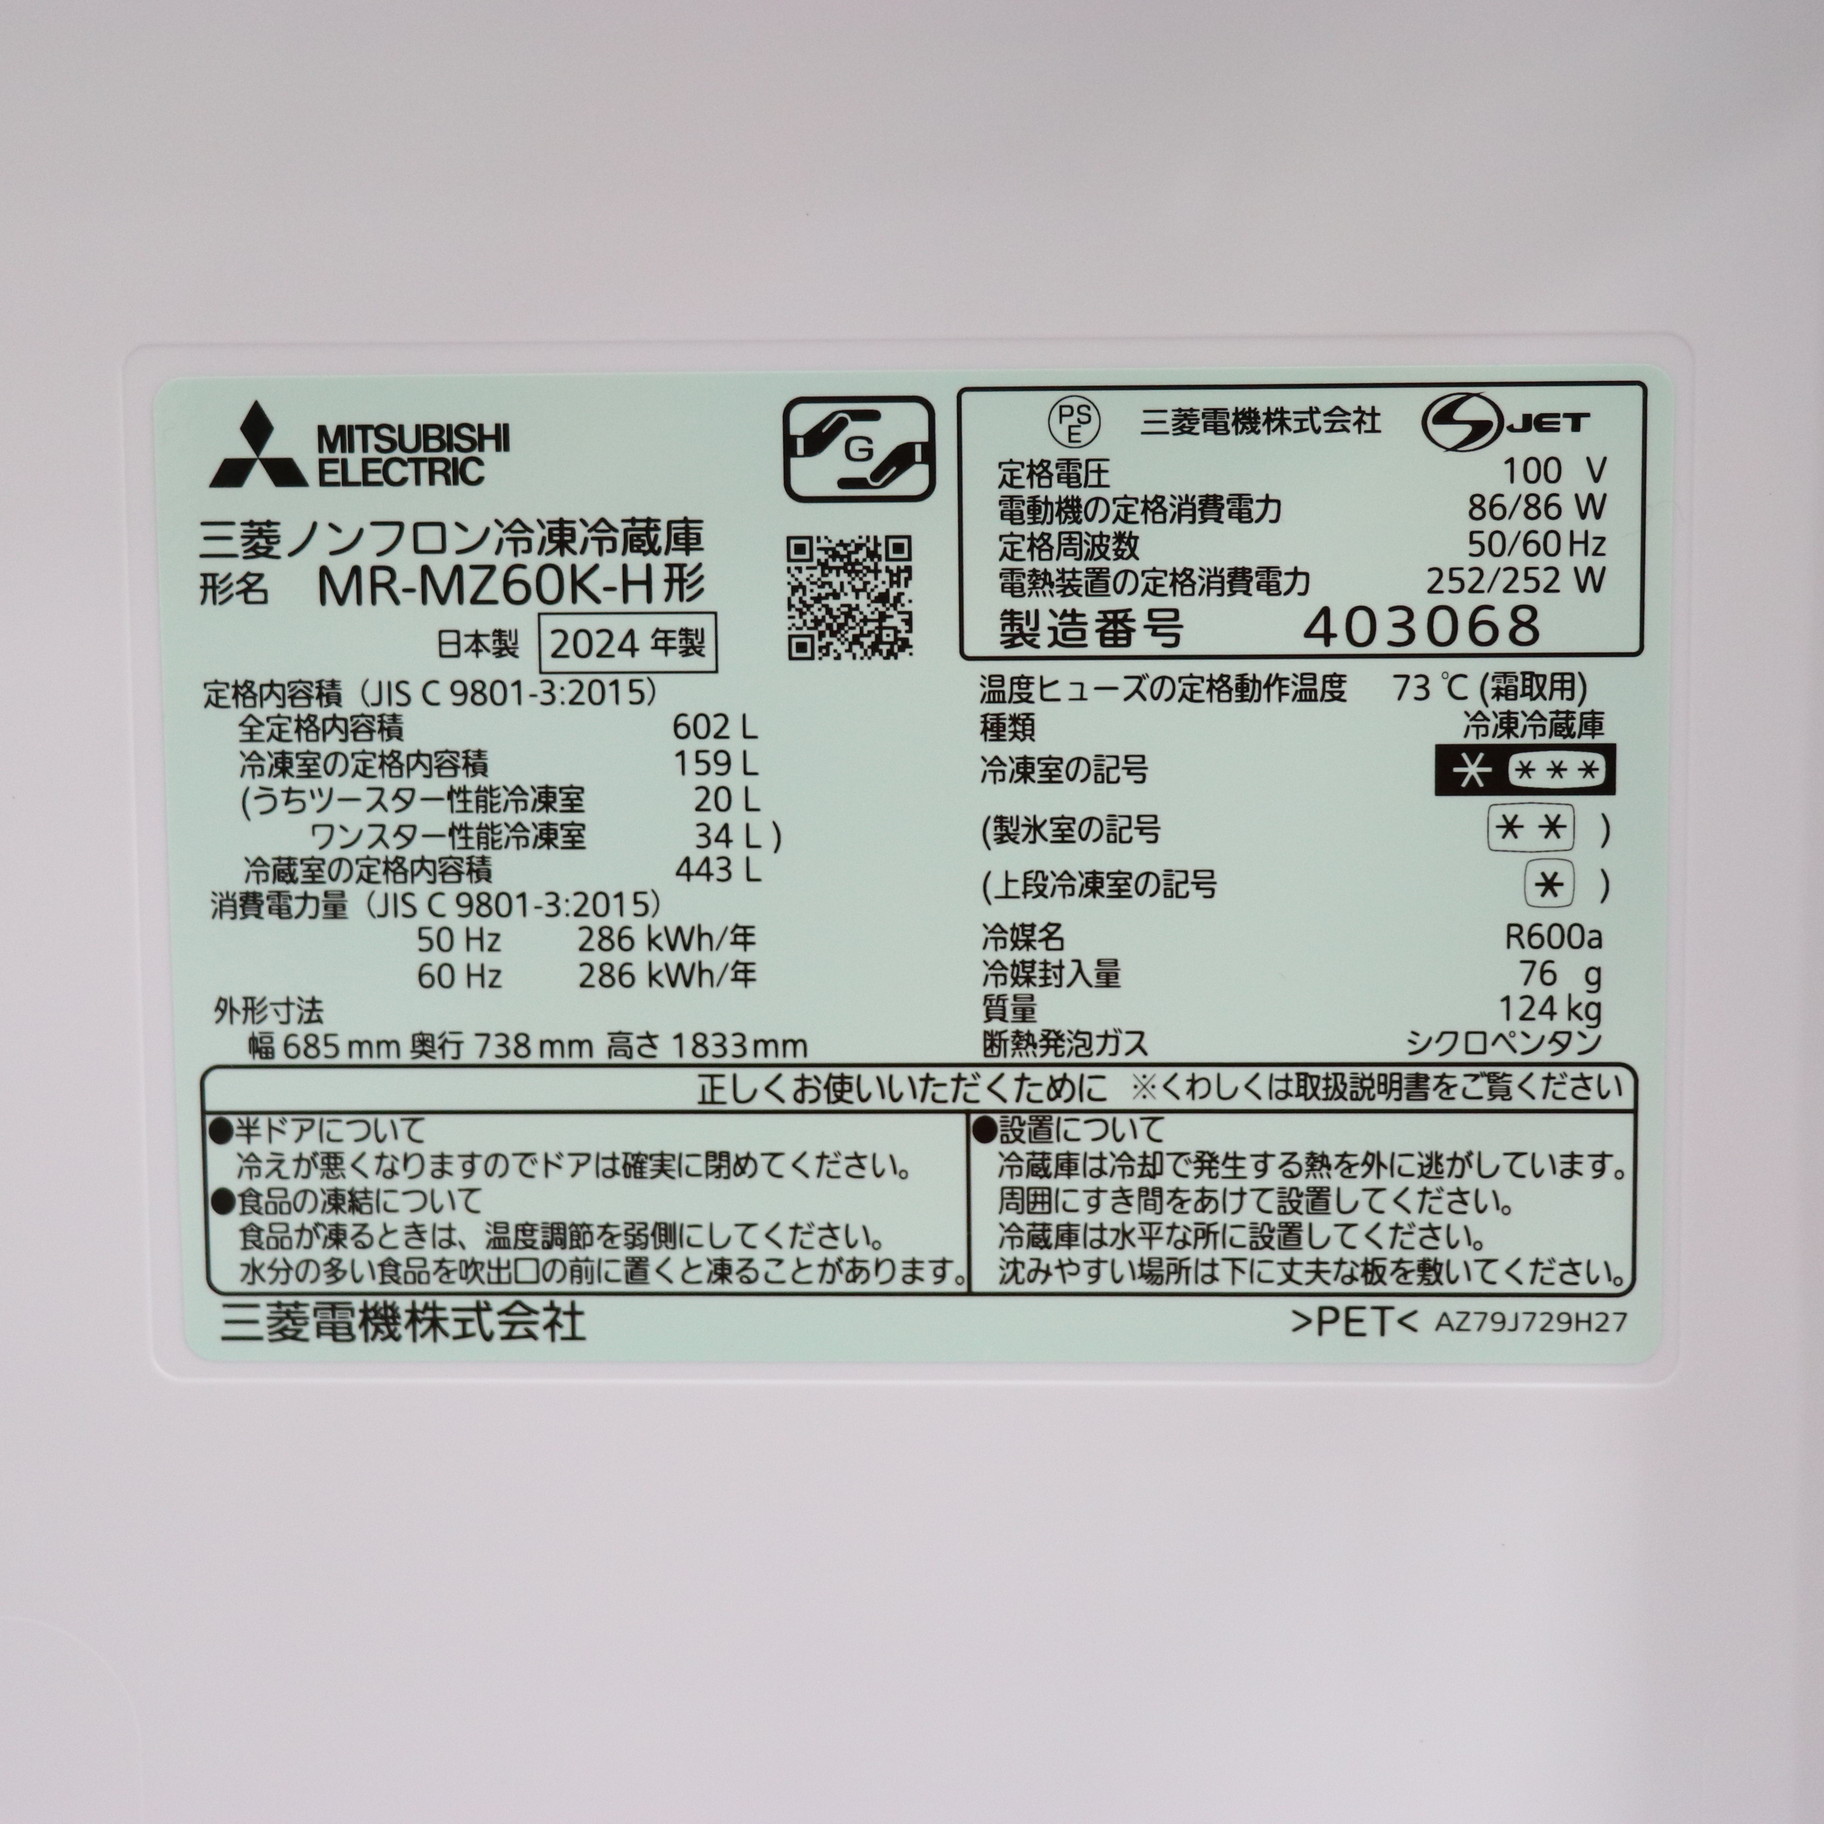 MITSUBISHI
ELECTRIC
G
三菱ノンフロン冷凍冷蔵庫
形名 MR-MZ60K-H形
日本製 2024 年製
定格内容積（JIS C 9801-3:2015）
全定格内容積 602 L
冷凍室の定格内容積 159 L
(うちツースター性能冷凍室 20 L
ワンスター性能冷凍室 34 L )
冷蔵室の定格内容積 443 L
消費電力量（JIS C 9801-3:2015）
50 Hz 286 kWh/年
60 Hz 286 kWh/年
外形寸法
幅 685 mm 奥行 738 mm 高さ 1833 mm
PS
E
三菱電機株式会社 S JET
定格電圧 100 V
電動機の定格消費電力 86/86 W
定格周波数 50/60 Hz
電熱装置の定格消費電力 252/252 W
製造番号 403068
温度ヒューズの定格動作温度 73 ℃ (霜取用)
種類 冷凍冷蔵庫
冷凍室の記号 * ***
(製氷室の記号 ** )
(上段冷凍室の記号 * )
冷媒名 R600a
冷媒封入量 76 g
質量 124 kg
断熱発泡ガス シクロペンタン
正しくお使いいただくために ※くわしくは取扱説明書をご覧ください
●半ドアについて
冷えが悪くなりますのでドアは確実に閉めてください。
●食品の凍結について
食品が凍るときは、温度調節を弱側にしてください。
水分の多い食品を吹出口の前に置くと凍ることがあります。
●設置について
冷蔵庫は冷却で発生する熱を外に逃がしています。
周囲にすき間をあけて設置してください。
冷蔵庫は水平な所に設置してください。
沈みやすい場所は下に丈夫な板を敷いてください。
三菱電機株式会社 >PET< AZ79J729H27